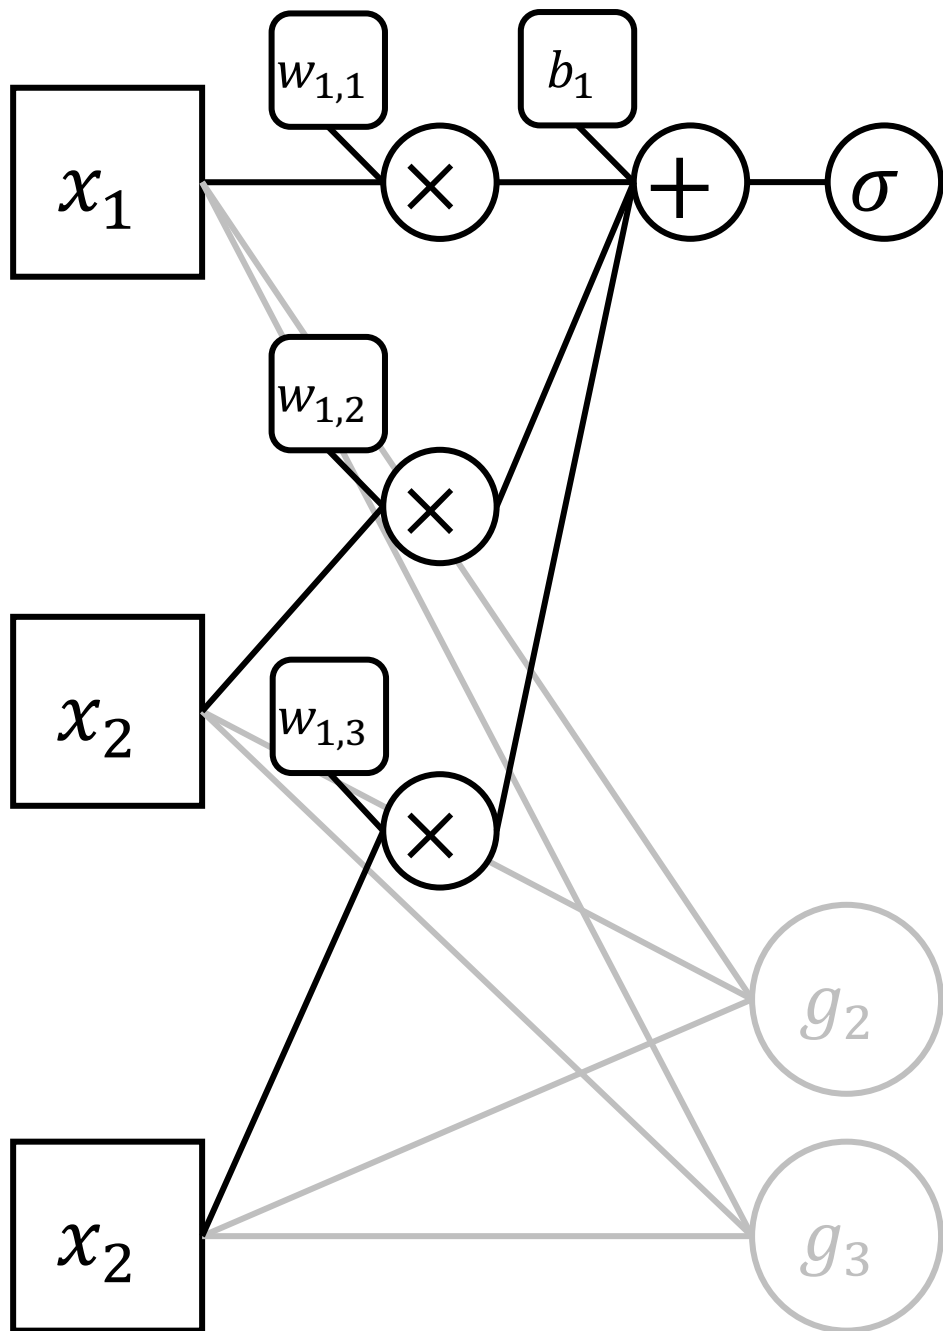 w₁,₁
b₁
x₁
×
+
σ
w₁,₂
×
x₂
w₁,₃
×
g₂
x₂
g₃